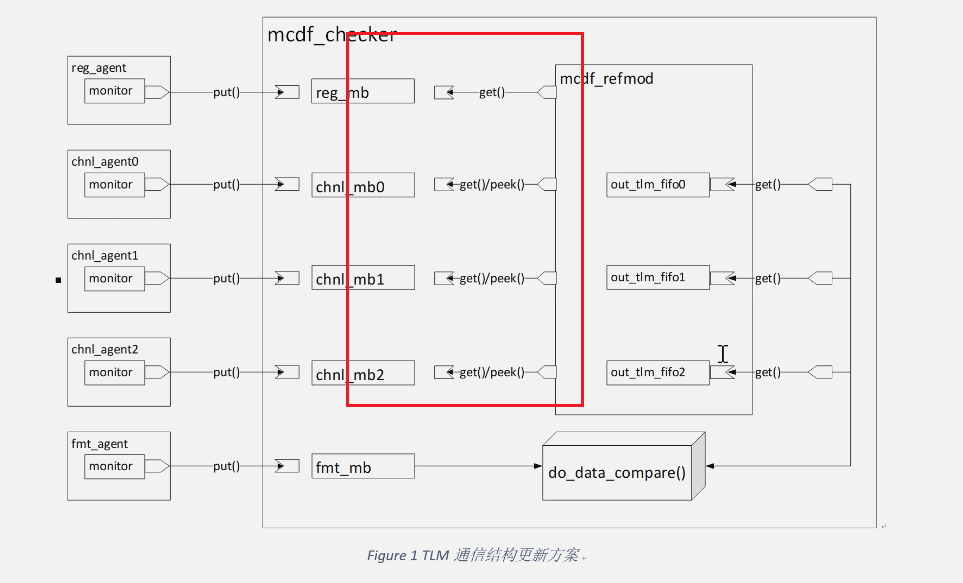 mcdf_checker
reg_agent
monitor
put()
reg_mb
get()
mcdf_refmod
chnl_agent0
monitor
put()
chnl_mb0
get()/peek()
out_tlm_fifo0
get()
chnl_agent1
monitor
put()
chnl_mb1
get()/peek()
out_tlm_fifo1
get()
chnl_agent2
monitor
put()
chnl_mb2
get()/peek()
out_tlm_fifo2
get()
fmt_agent
monitor
put()
fmt_mb
do_data_compare()
Figure 1 TLM 通信结构更新方案